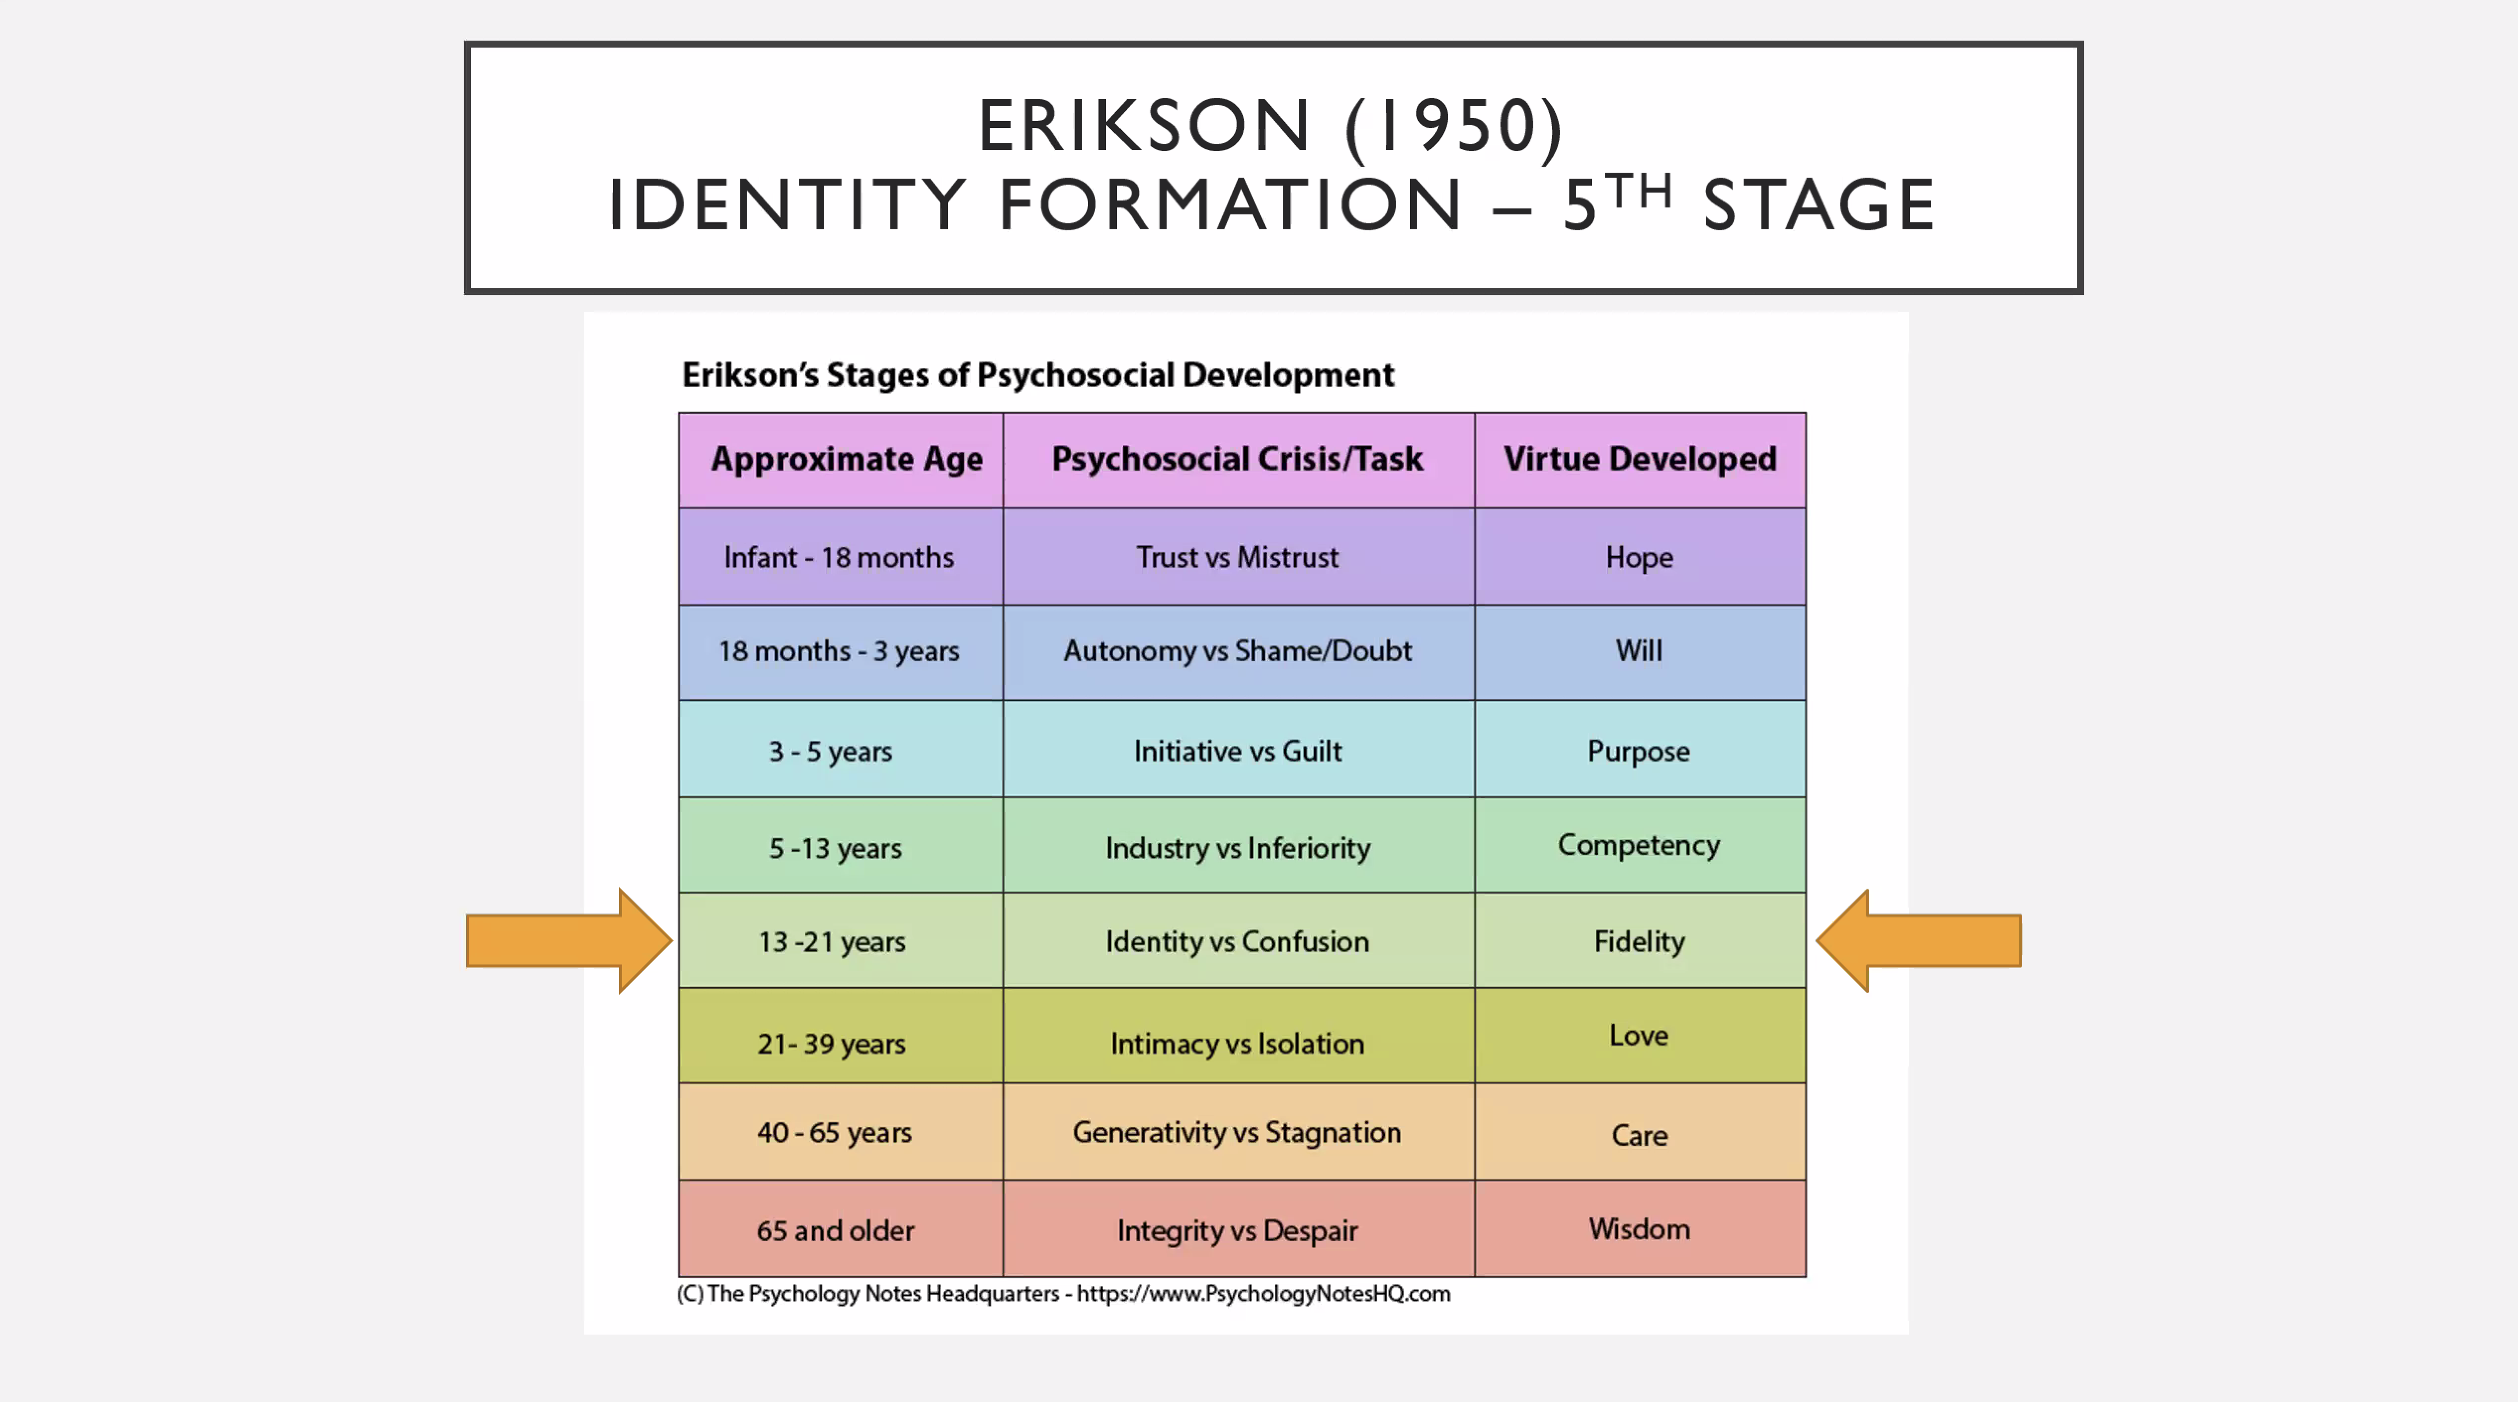 ERIKSON (1950)
IDENTITY FORMATION – 5TH STAGE
Erikson's Stages of Psychosocial Development
Approximate Age Psychosocial Crisis/Task Virtue Developed
Infant - 18 months Trust vs Mistrust Hope
18 months - 3 years Autonomy vs Shame/Doubt Will
3 - 5 years Initiative vs Guilt Purpose
5 -13 years Industry vs Inferiority Competency
13 -21 years Identity vs Confusion Fidelity
21- 39 years Intimacy vs Isolation Love
40 - 65 years Generativity vs Stagnation Care
65 and older Integrity vs Despair Wisdom
(C) The Psychology Notes Headquarters - https://www.PsychologyNotesHQ.com